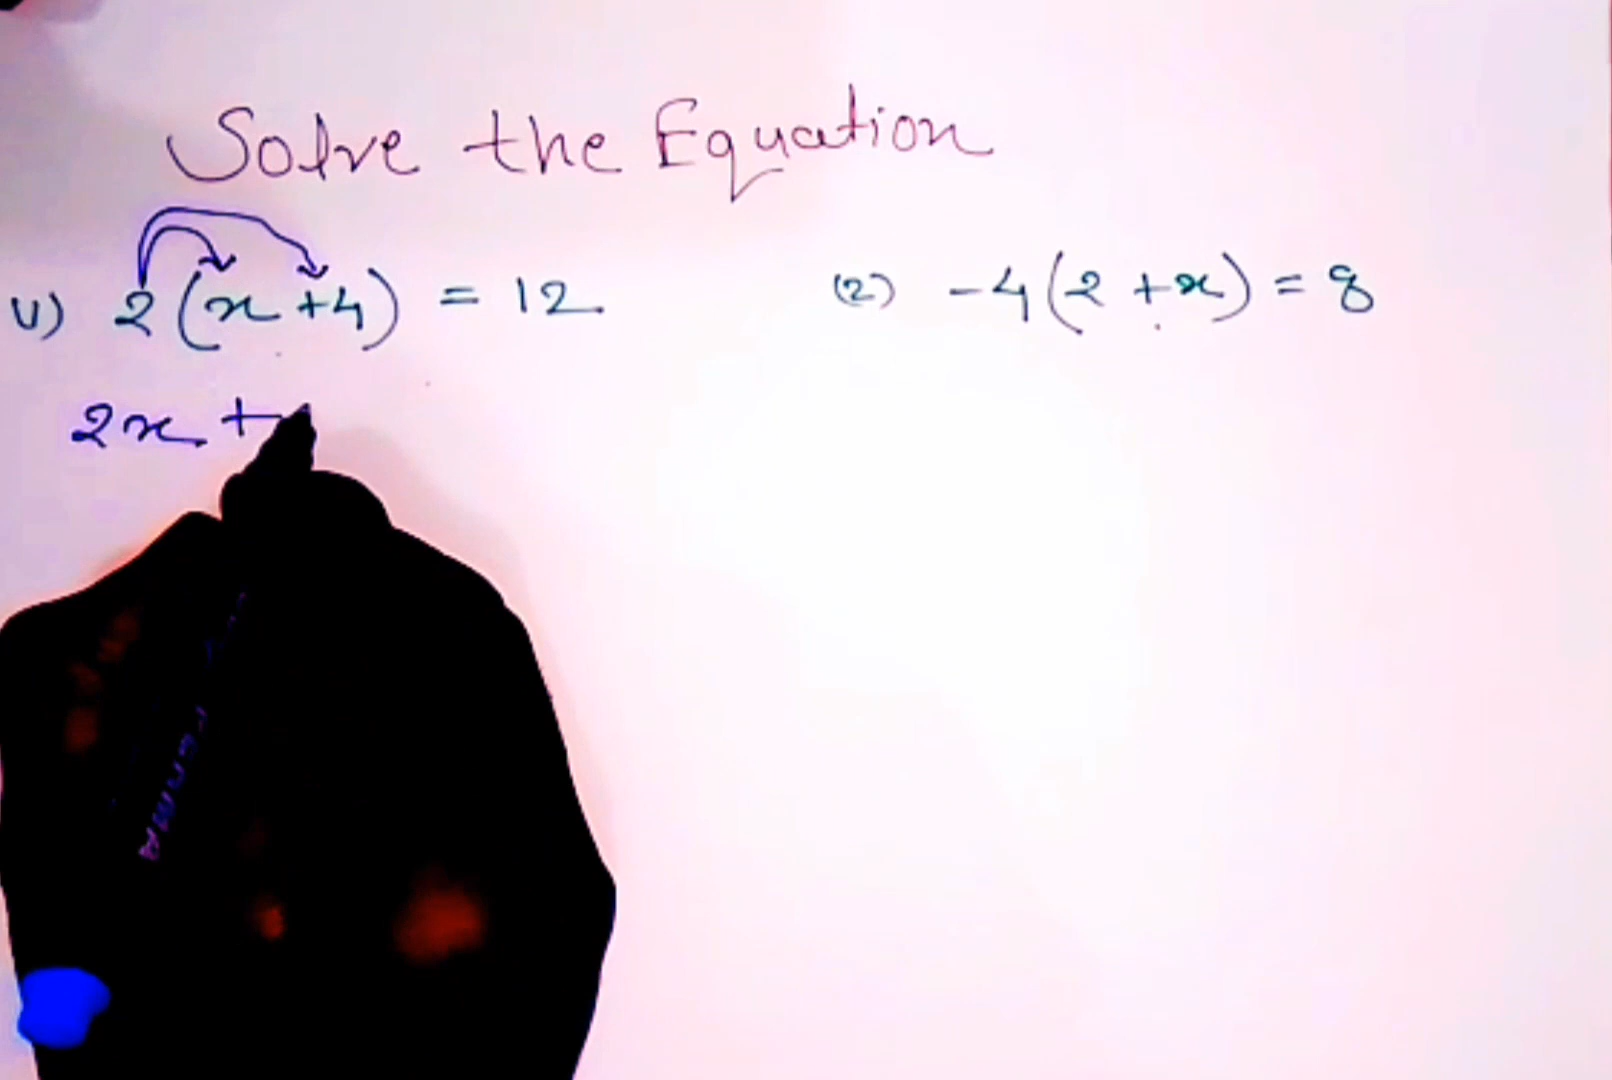 Solve the Equation
1) 2(x+4) = 12
(2) -4(2+x) = 8
2x +